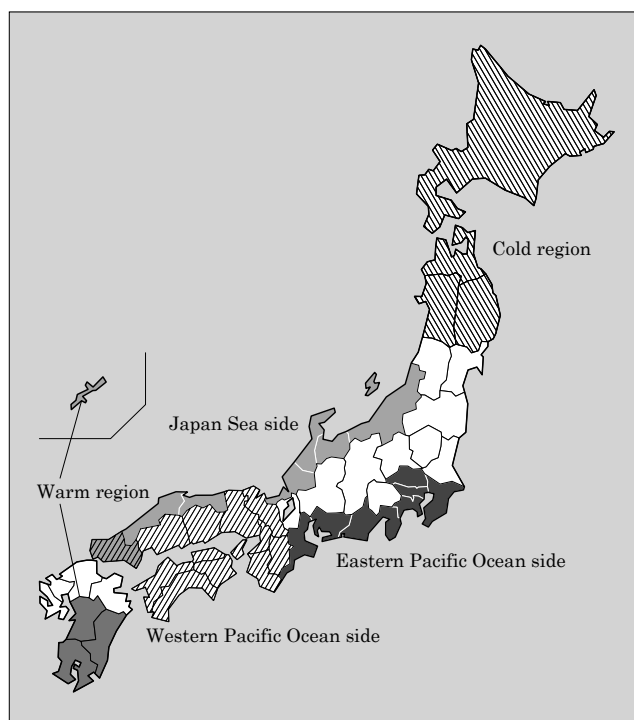 Cold region
Japan Sea side
Warm region
Eastern Pacific Ocean side
Western Pacific Ocean side